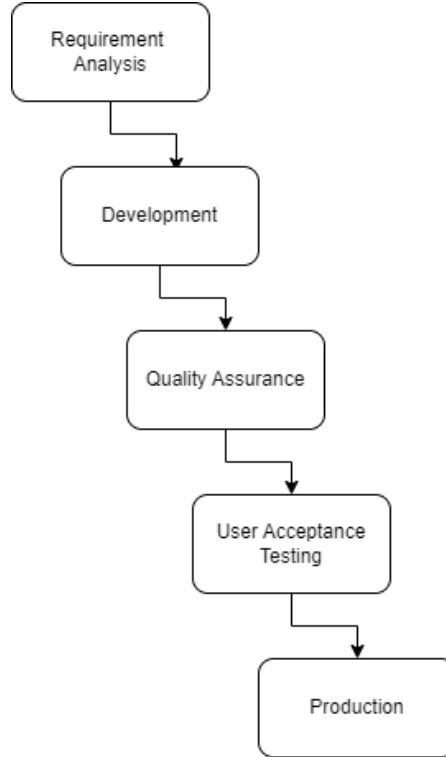 Requirement
Analysis
Development
Quality Assurance
User Acceptance
Testing
Production